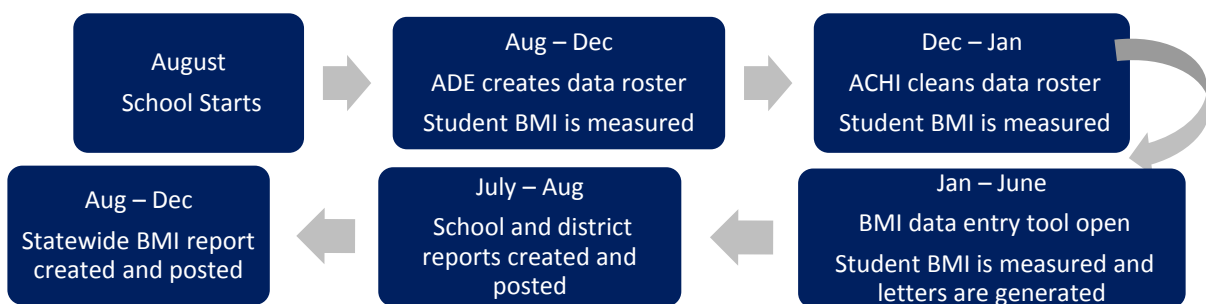 August
School Starts
Aug – Dec
ADE creates data roster
Student BMI is measured
Dec – Jan
ACHI cleans data roster
Student BMI is measured
Jan – June
BMI data entry tool open
Student BMI is measured and
letters are generated
July – Aug
School and district
reports created and
posted
Aug – Dec
Statewide BMI report
created and posted